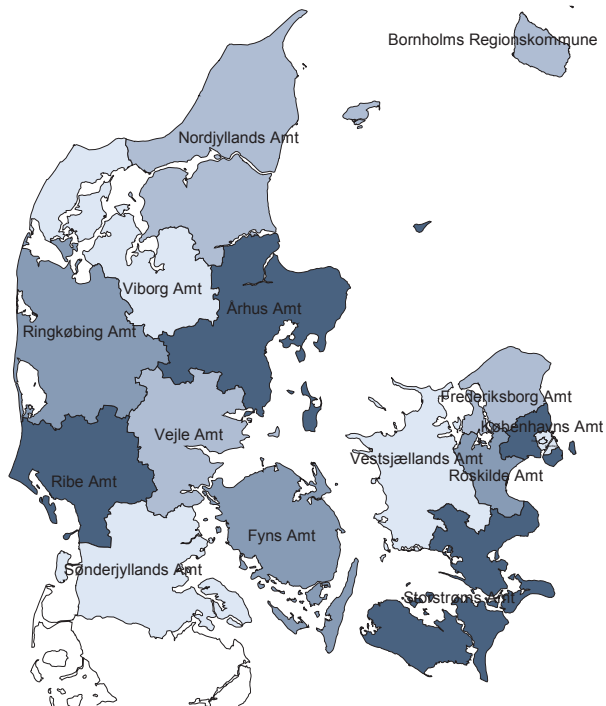 Bornholms Regionskommune
Nordjyllands Amt
Viborg Amt
Århus Amt
Ringkøbing Amt
Frederiksborg Amt
Københavns Amt
Vejle Amt
Vestsjællands Amt
Roskilde Amt
Ribe Amt
Fyns Amt
Sønderjyllands Amt
Storstrøms Amt